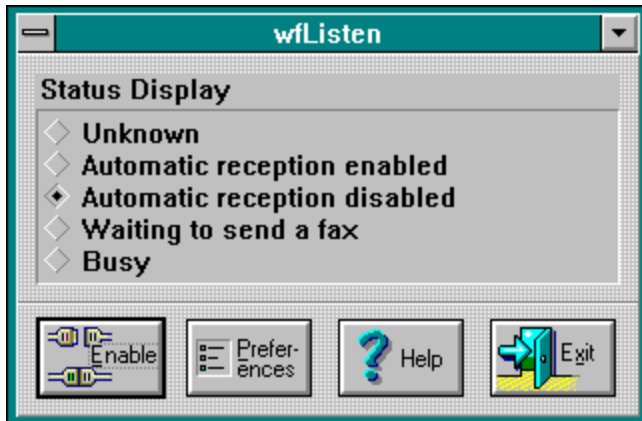 wfListen
Status Display
Unknown
Automatic reception enabled
Automatic reception disabled
Waiting to send a fax
Busy
Enable
Prefer-
ences
Help
Exit